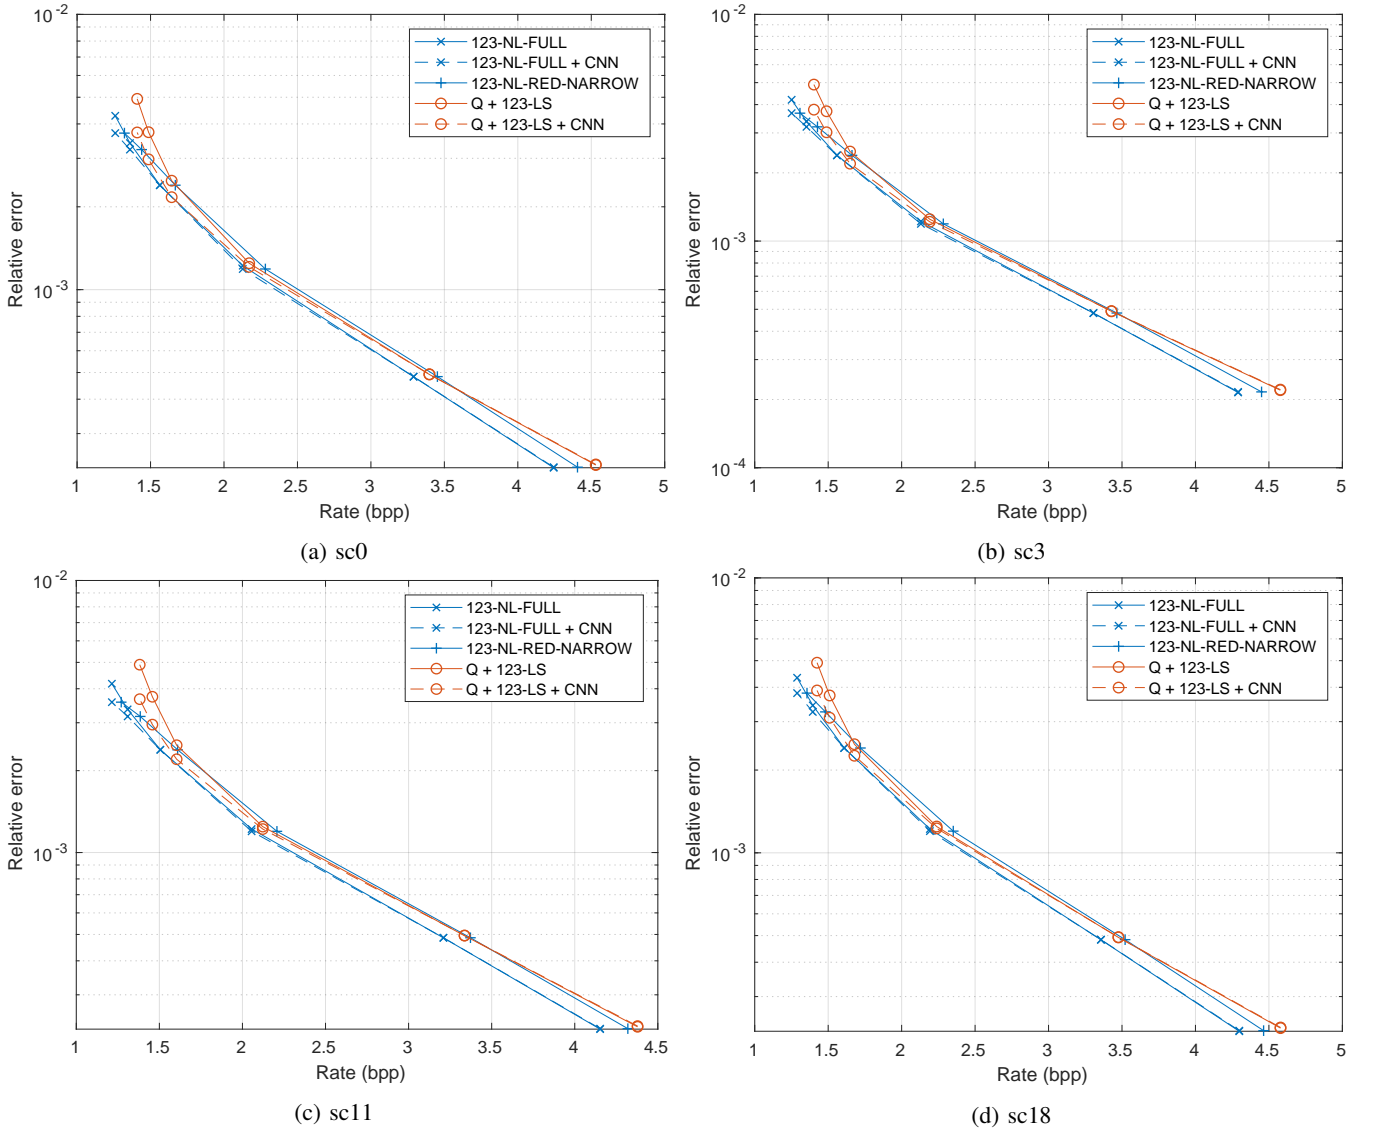 10^-2
10^-3
Relative error
1 1.5 2 2.5 3 3.5 4 4.5 5
Rate (bpp)
123-NL-FULL
123-NL-FULL + CNN
123-NL-RED-NARROW
Q + 123-LS
Q + 123-LS + CNN
(a) sc0
10^-2
10^-3
10^-4
Relative error
1 1.5 2 2.5 3 3.5 4 4.5 5
Rate (bpp)
123-NL-FULL
123-NL-FULL + CNN
123-NL-RED-NARROW
Q + 123-LS
Q + 123-LS + CNN
(b) sc3
10^-2
10^-3
Relative error
1 1.5 2 2.5 3 3.5 4 4.5
Rate (bpp)
123-NL-FULL
123-NL-FULL + CNN
123-NL-RED-NARROW
Q + 123-LS
Q + 123-LS + CNN
(c) sc11
10^-2
10^-3
Relative error
1 1.5 2 2.5 3 3.5 4 4.5 5
Rate (bpp)
123-NL-FULL
123-NL-FULL + CNN
123-NL-RED-NARROW
Q + 123-LS
Q + 123-LS + CNN
(d) sc18